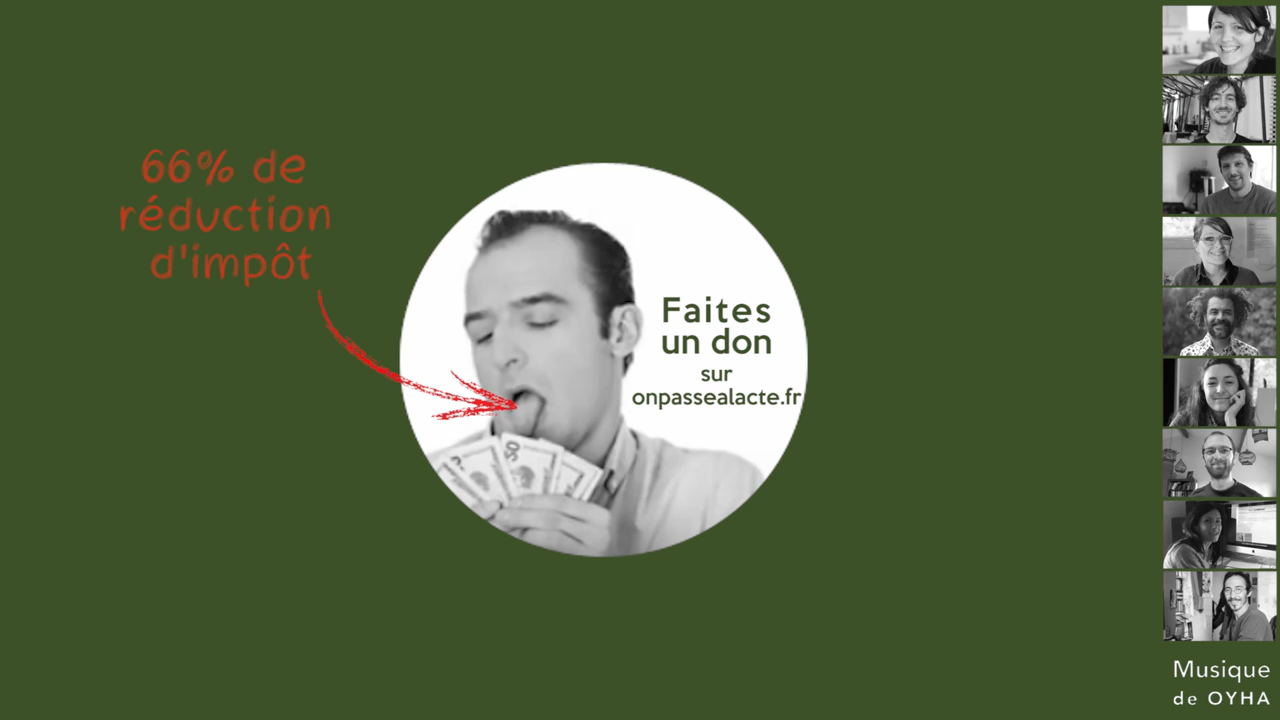 66% de
réduction
d'impôt
Faites
un don
sur
onpassealacte.fr
Musique
de OYHA